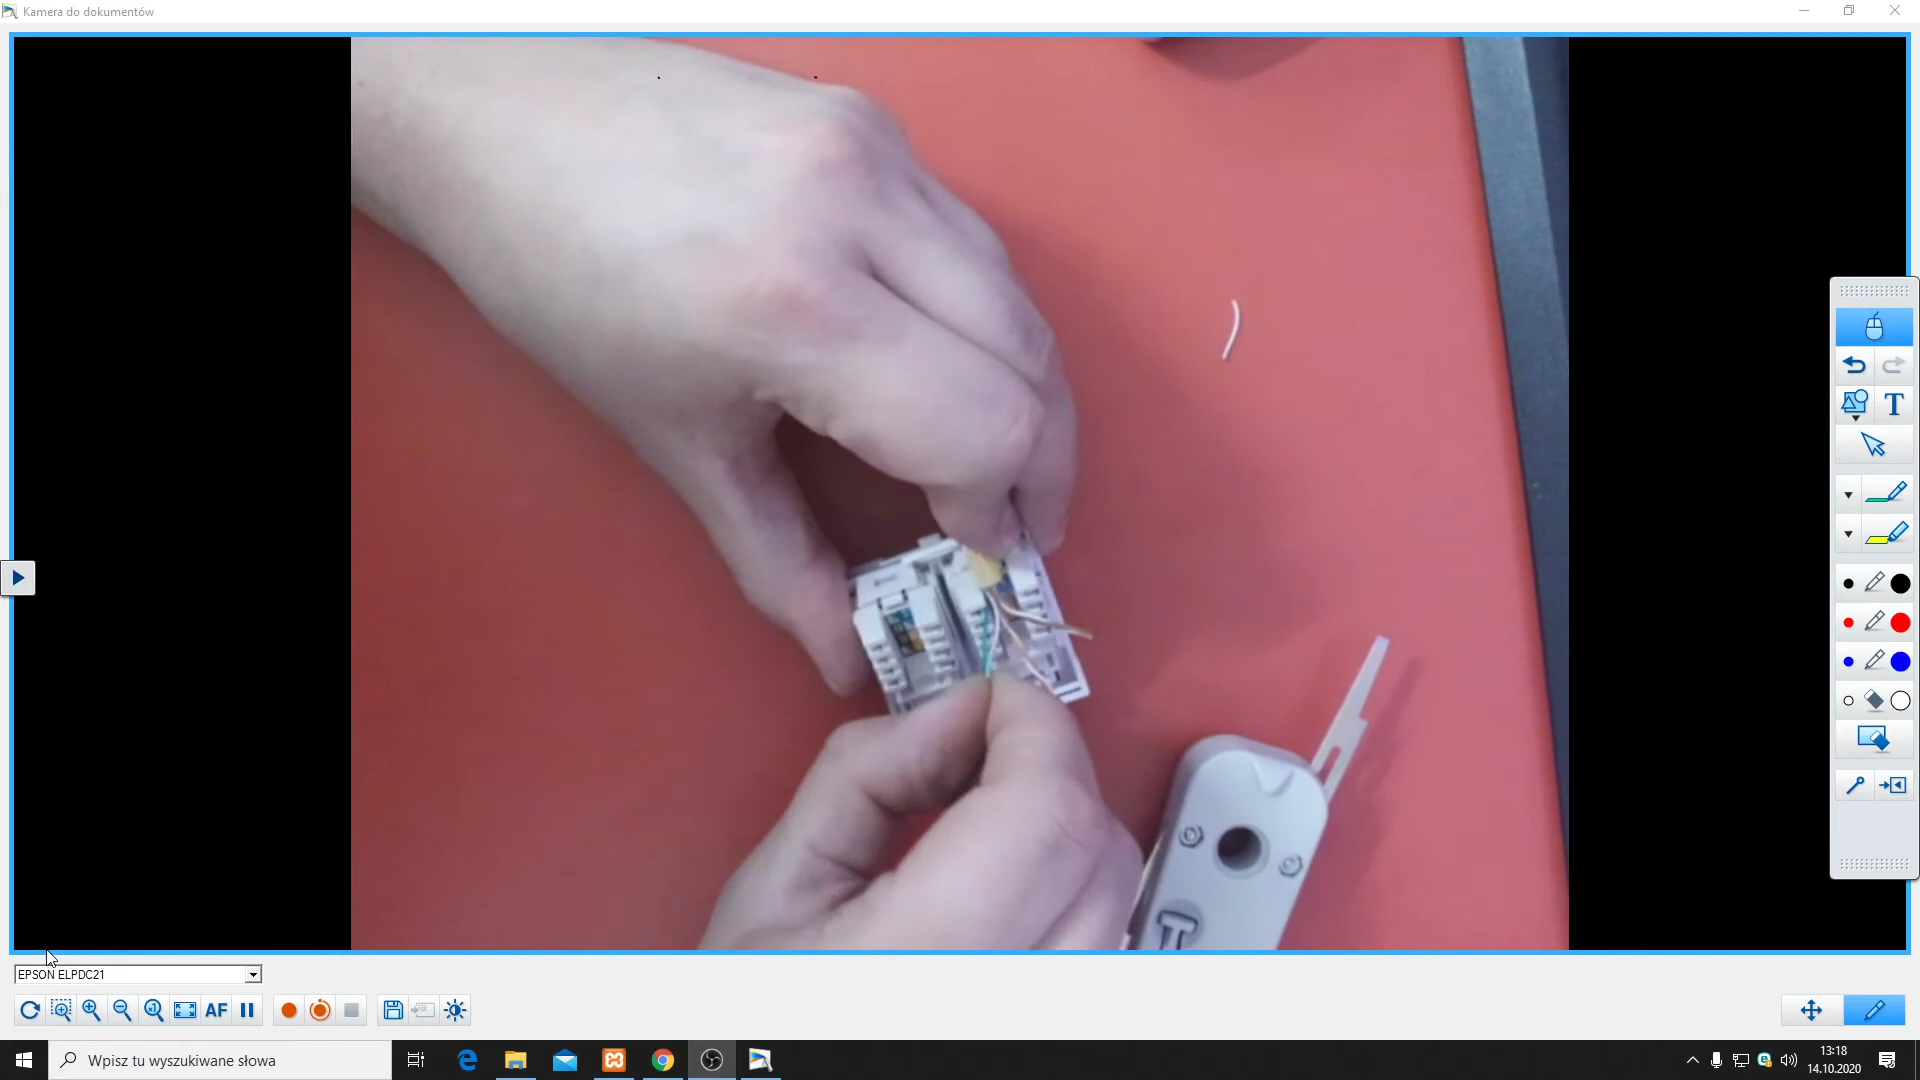 Kamera do dokumentów
T
EPSON ELPDC21
AF
Wpisz tu wyszukiwane słowa
13:18
14.10.2020